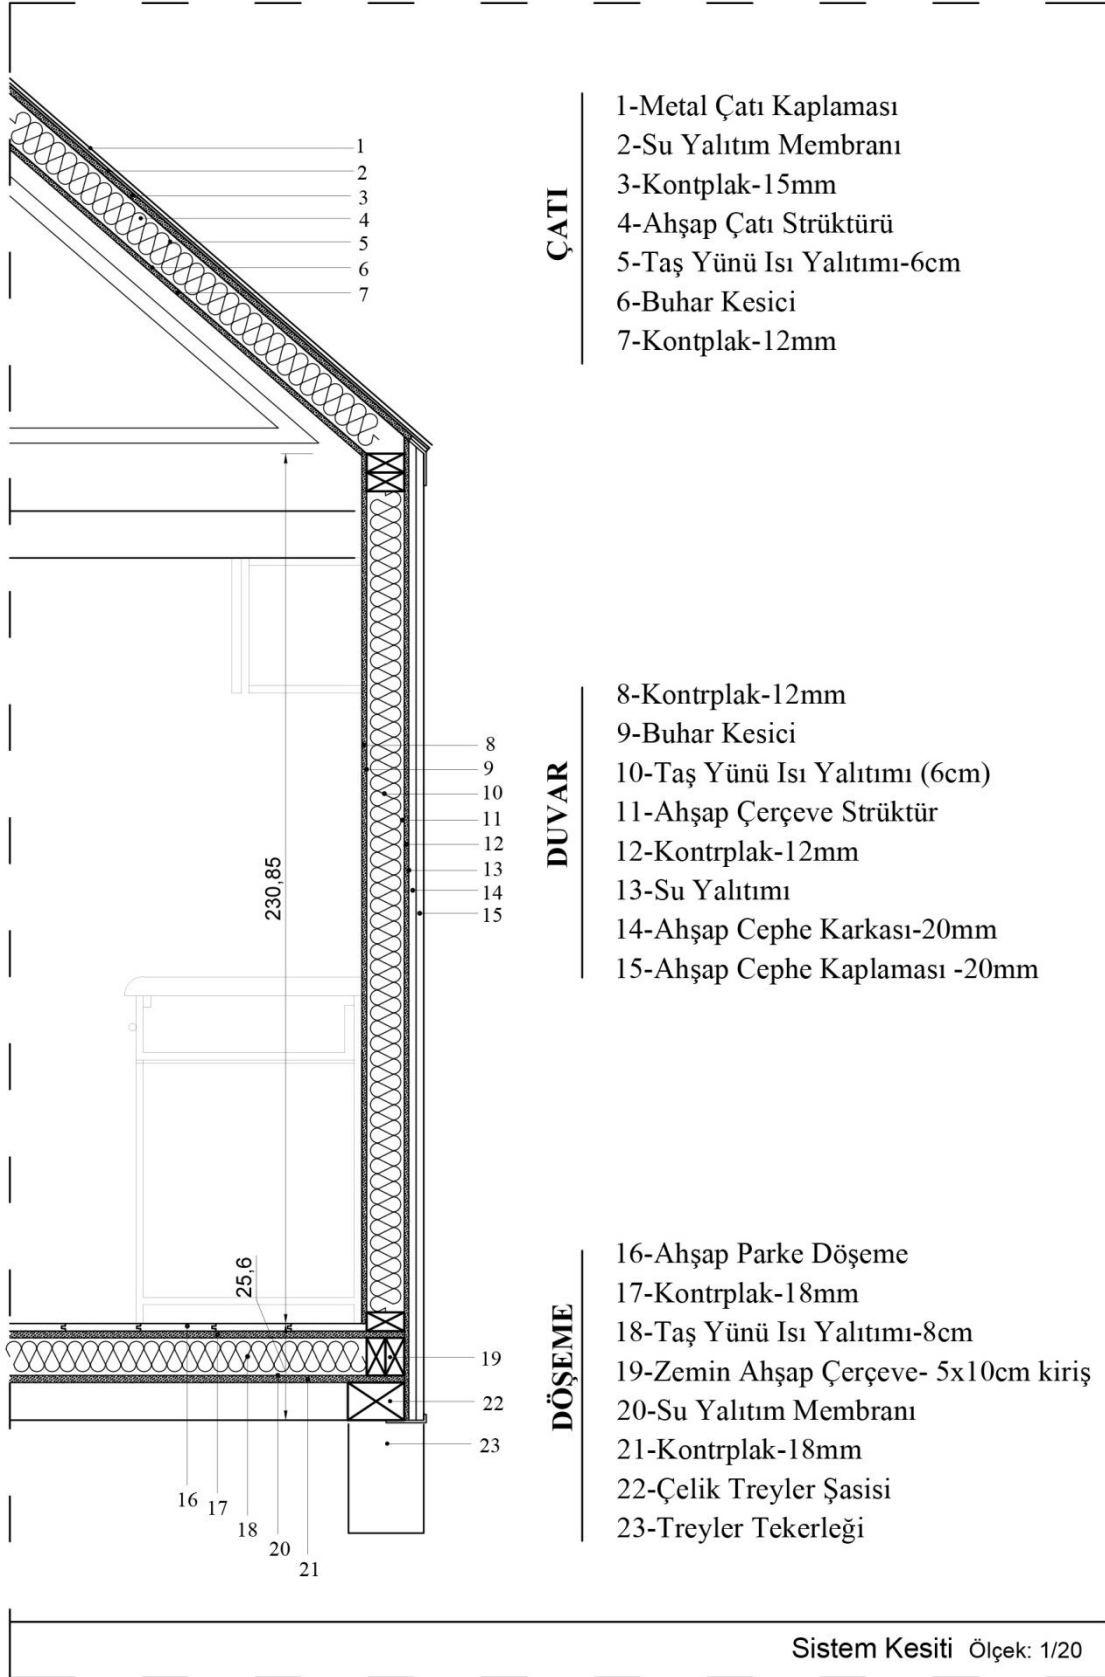 1
2
3
4
5
6
7
ÇATI
1-Metal Çatı Kaplaması
2-Su Yalıtım Membranı
3-Kontplak-15mm
4-Ahşap Çatı Strüktürü
5-Taş Yünü Isı Yalıtımı-6cm
6-Buhar Kesici
7-Kontplak-12mm
8
9
10
11
12
13
14
15
230,85
DUVAR
8-Kontrplak-12mm
9-Buhar Kesici
10-Taş Yünü Isı Yalıtımı (6cm)
11-Ahşap Çerçeve Strüktür
12-Kontrplak-12mm
13-Su Yalıtımı
14-Ahşap Cephe Karkası-20mm
15-Ahşap Cephe Kaplaması -20mm
25,6
19
22
23
16
17
18
20
21
DÖŞEME
16-Ahşap Parke Döşeme
17-Kontrplak-18mm
18-Taş Yünü Isı Yalıtımı-8cm
19-Zemin Ahşap Çerçeve- 5x10cm kiriş
20-Su Yalıtım Membranı
21-Kontrplak-18mm
22-Çelik Treyler Şasisi
23-Treyler Tekerleği
Sistem Kesiti Ölçek: 1/20